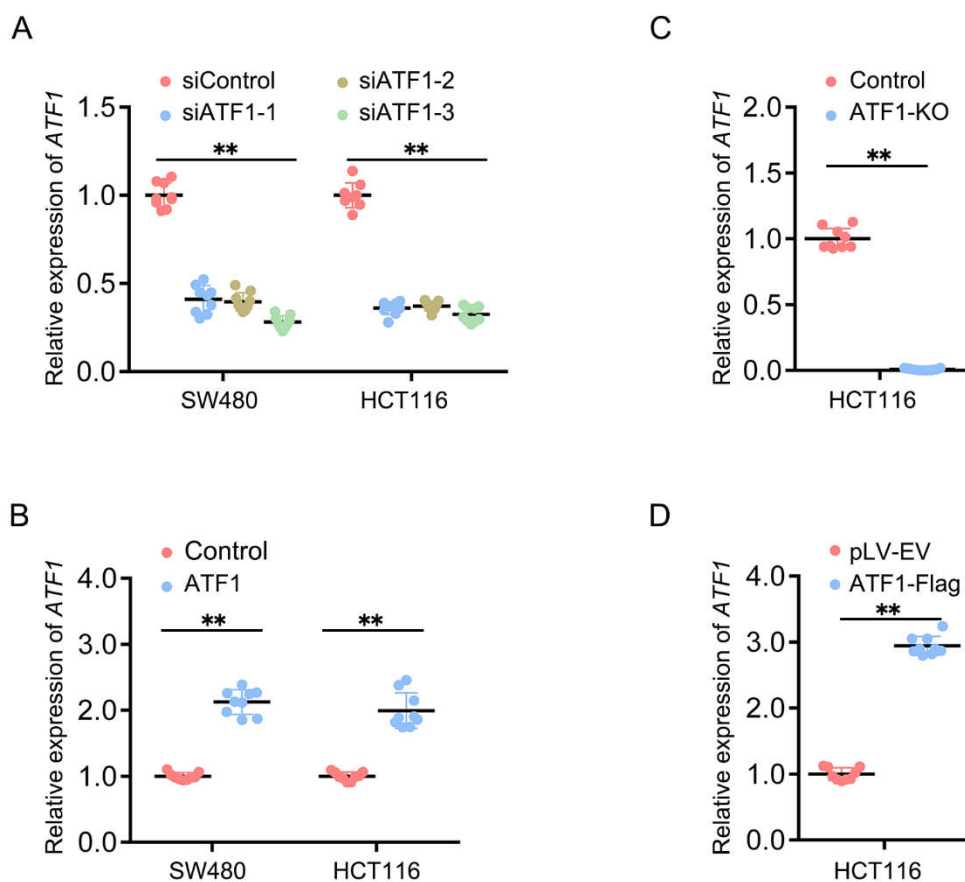 A
siControl
siATF1-2
siATF1-1
siATF1-3
Relative expression of ATF1
1.5
**
**
1.0
0.5
0.0
SW480
HCT116
C
Control
ATF1-KO
Relative expression of ATF1
2.0
**
1.5
1.0
0.5
0.0
HCT116
B
Control
ATF1
Relative expression of ATF1
4.0
**
**
3.0
2.0
1.0
0.0
SW480
HCT116
D
pLV-EV
ATF1-Flag
Relative expression of ATF1
4.0
**
3.0
2.0
1.0
0.0
HCT116